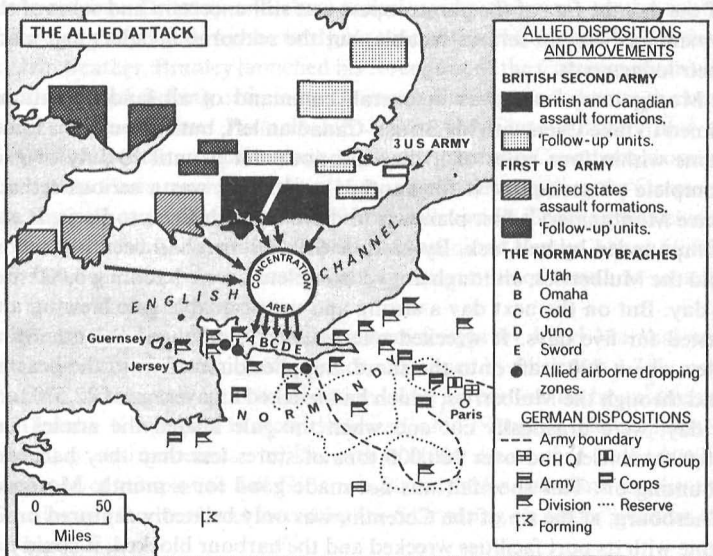 THE ALLIED ATTACK
3 US ARMY
ENGLISH CHANNEL
CONCENTRATION
AREA
A B C D E
Guernsey
Jersey
NORMANDY
Paris
0 50
Miles
ALLIED DISPOSITIONS
AND MOVEMENTS
BRITISH SECOND ARMY
British and Canadian
assault formations.
'Follow-up' units.
FIRST US ARMY
United States
assault formations.
'Follow-up' units.
THE NORMANDY BEACHES
A Utah
B Omaha
C Gold
D Juno
E Sword
Allied airborne dropping
zones.
GERMAN DISPOSITIONS
Army boundary
GHQ Army Group
Army Corps
Division Reserve